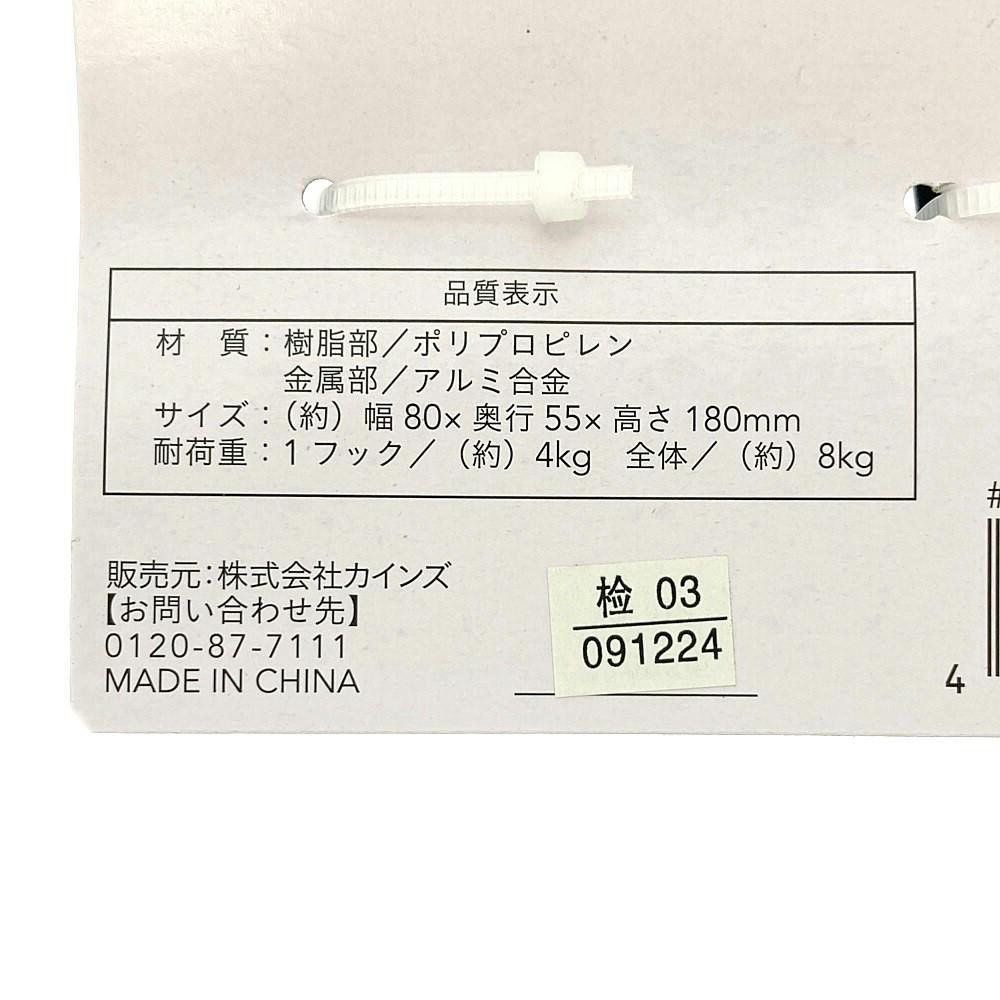 品質表示
材　質：樹脂部／ポリプロピレン
金属部／アルミ合金
サイズ：（約）幅 80× 奥行 55× 高さ 180mm
耐荷重：1 フック／（約）4kg　全体／（約）8kg
販売元：株式会社カインズ
【お問い合わせ先】
0120-87-7111
MADE IN CHINA
检 03
091224
#
4